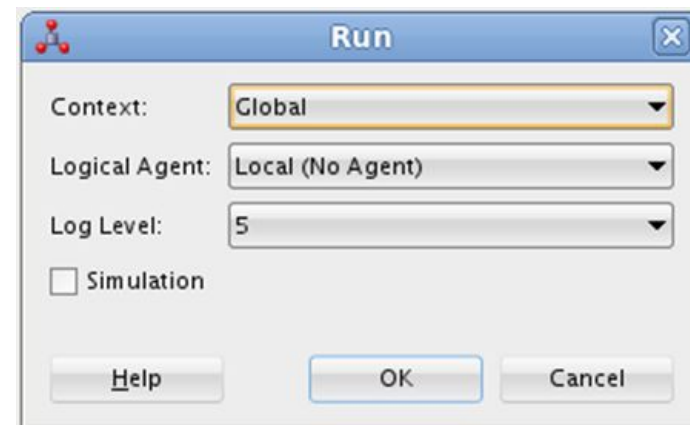 Run
Context: Global
Logical Agent: Local (No Agent)
Log Level: 5
Simulation
Help OK Cancel